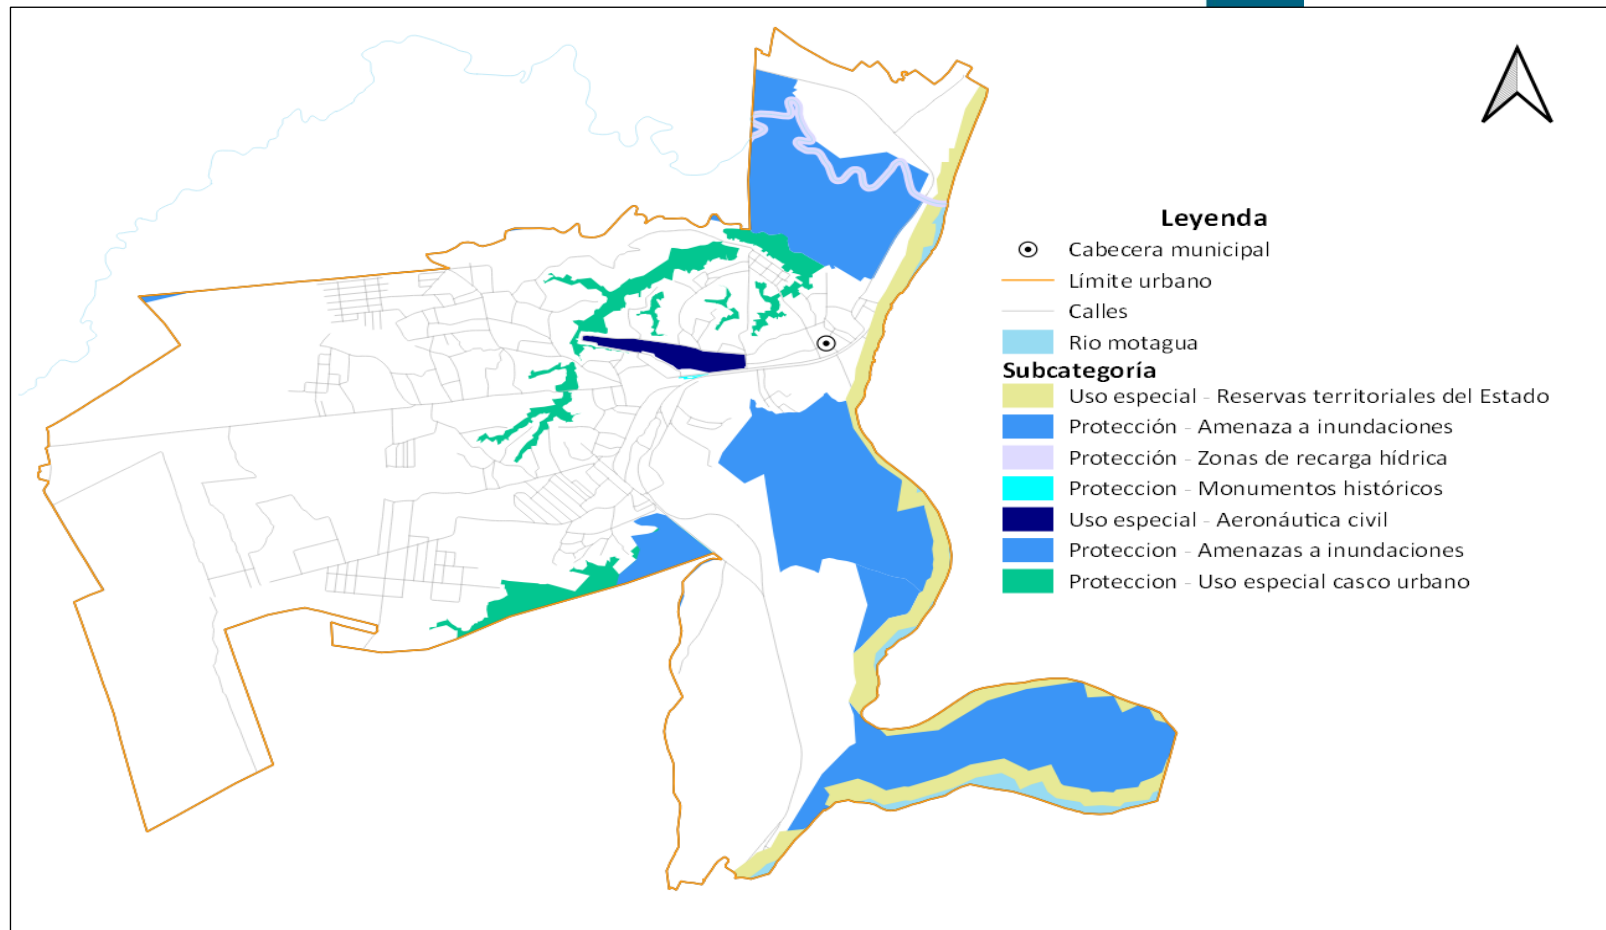 Leyenda
Cabecera municipal
Límite urbano
Calles
Rio motagua
Subcategoría
Uso especial - Reservas territoriales del Estado
Protección - Amenaza a inundaciones
Protección - Zonas de recarga hídrica
Proteccion - Monumentos históricos
Uso especial - Aeronáutica civil
Proteccion - Amenazas a inundaciones
Proteccion - Uso especial casco urbano